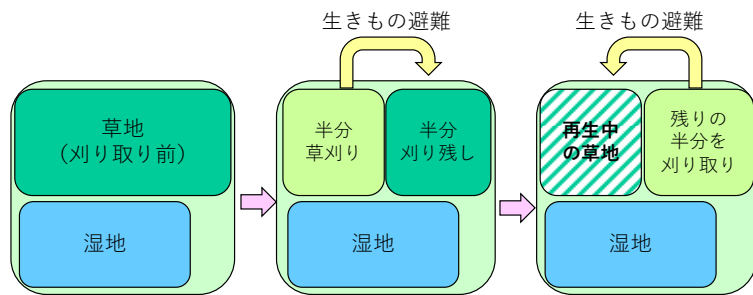 生きもの避難
生きもの避難
草地
（刈り取り前）
湿地
半分
草刈り
半分
刈り残し
湿地
再生中
の草地
残りの
半分を
刈り取り
湿地